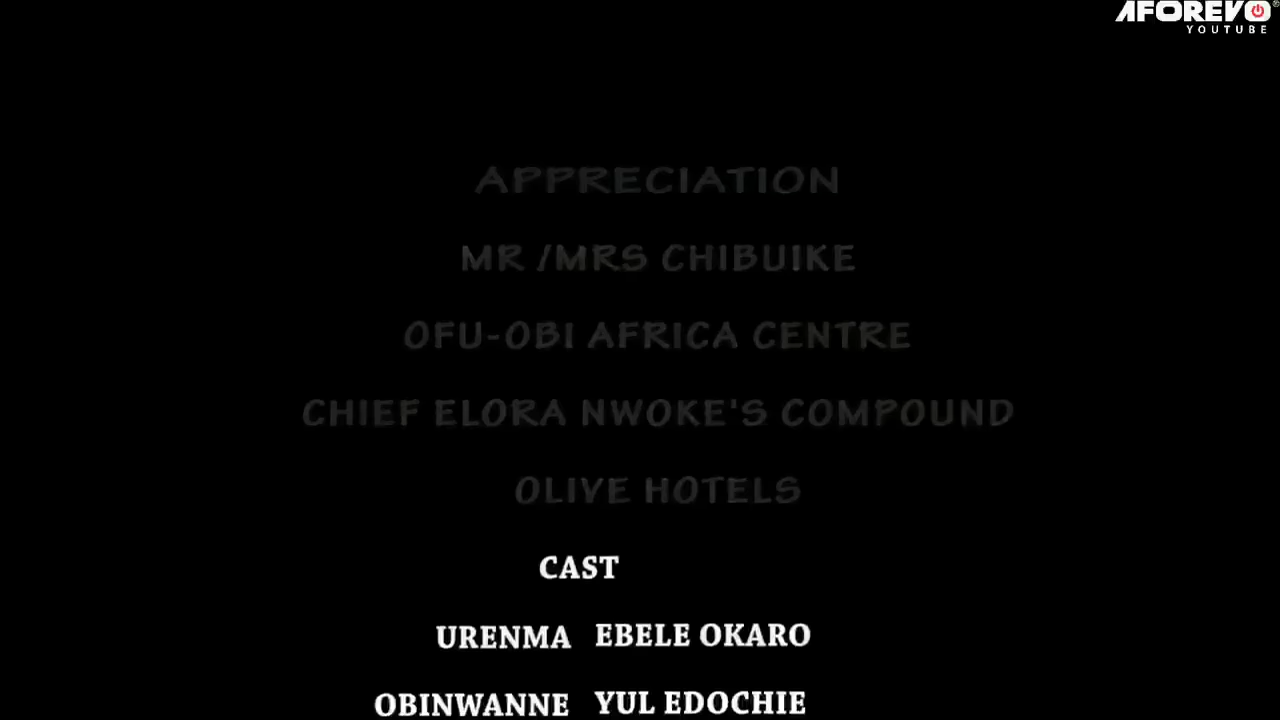 AFOREVO
YOUTUBE
APPRECIATION
MR /MRS CHIBUIKE
OFU-OBI AFRICA CENTRE
CHIEF ELORA NWOKE'S COMPOUND
OLIVE HOTELS
CAST
URENMA EBELE OKARO
OBINWANNE YUL EDOCHIE